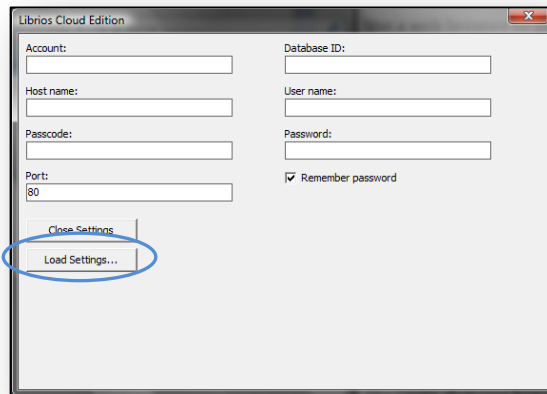 Librios Cloud Edition
Account:
Database ID:
Host name:
User name:
Passcode:
Password:
Port:
Remember password
80
Close Settings
Load Settings...